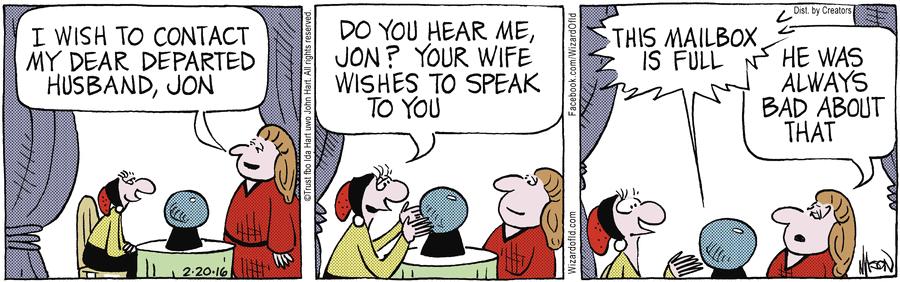 I WISH TO CONTACT
MY DEAR DEPARTED
HUSBAND, JON
2·20·16
©Trust fbo Ida Hart uwo John Hart. All rights reserved.
DO YOU HEAR ME,
JON? YOUR WIFE
WISHES TO SPEAK
TO YOU
Facebook.com/WizardOfId
Wizardofid.com
Dist. by Creators
THIS MAILBOX
IS FULL
HE WAS
ALWAYS
BAD ABOUT
THAT